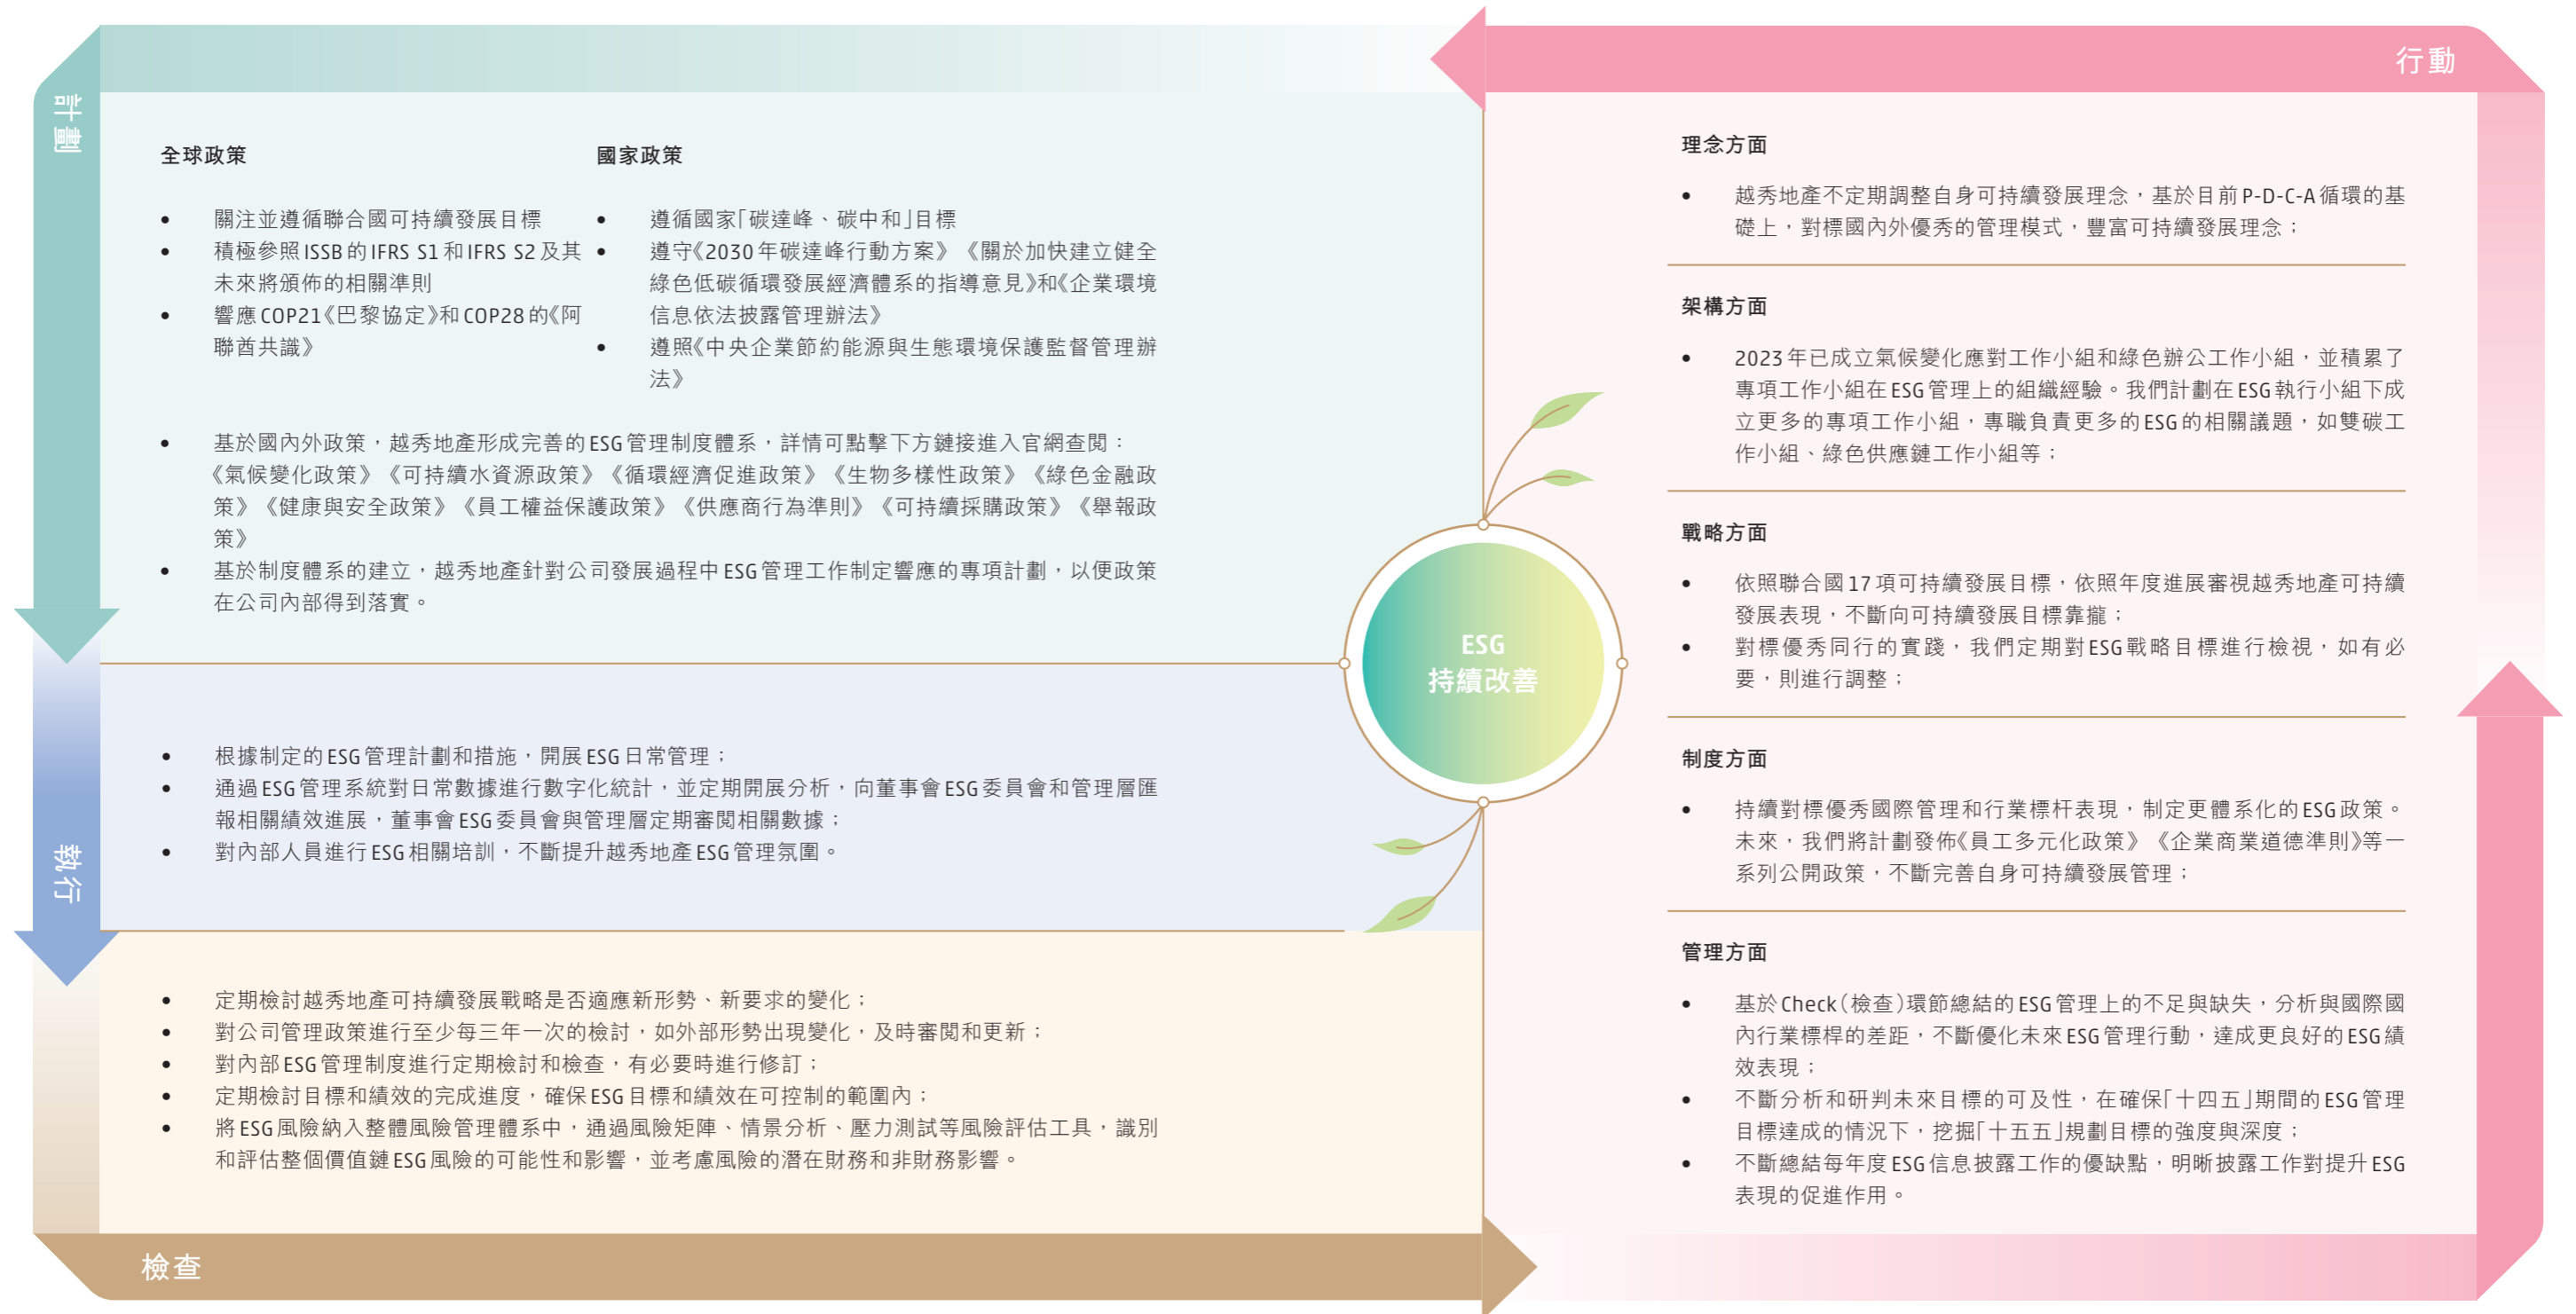 計劃
全球政策
• 關注並遵循聯合國可持續發展目標
• 積極參照ISSB的IFRS S1和IFRS S2及其
未來將頒佈的相關準則
• 響應COP21《巴黎協定》和COP28的《阿
聯酋共識》
國家政策
• 遵循國家「碳達峰、碳中和」目標
• 遵守《2030年碳達峰行動方案》《關於加快建立健全
綠色低碳循環發展經濟體系的指導意見》和《企業環境
信息依法披露管理辦法》
• 遵照《中央企業節約能源與生態環境保護監督管理辦
法》
• 基於國內外政策，越秀地產形成完善的ESG管理制度體系，詳情可點擊下方鏈接進入官網查閱：
《氣候變化政策》《可持續水資源政策》《循環經濟促進政策》《生物多樣性政策》《綠色金融政
策》《健康與安全政策》《員工權益保護政策》《供應商行為準則》《可持續採購政策》《舉報政
策》
• 基於制度體系的建立，越秀地產針對公司發展過程中ESG管理工作制定響應的專項計劃，以便政策
在公司內部得到落實。
執行
• 根據制定的ESG管理計劃和措施，開展ESG日常管理；
• 通過ESG管理系統對日常數據進行數字化統計，並定期開展分析，向董事會ESG委員會和管理層匯
報相關績效進展，董事會ESG委員會與管理層定期審閱相關數據；
• 對內部人員進行ESG相關培訓，不斷提升越秀地產ESG管理氛圍。
• 定期檢討越秀地產可持續發展戰略是否適應新形勢、新要求的變化；
• 對公司管理政策進行至少每三年一次的檢討，如外部形勢出現變化，及時審閱和更新；
• 對內部ESG管理制度進行定期檢討和檢查，有必要時進行修訂；
• 定期檢討目標和績效的完成進度，確保ESG目標和績效在可控制的範圍內；
• 將ESG風險納入整體風險管理體系中，通過風險矩陣、情景分析、壓力測試等風險評估工具，識別
和評估整個價值鏈ESG風險的可能性和影響，並考慮風險的潛在財務和非財務影響。
檢查
ESG
持續改善
行動
理念方面
• 越秀地產不定期調整自身可持續發展理念，基於目前P-D-C-A循環的基
礎上，對標國內外優秀的管理模式，豐富可持續發展理念；
架構方面
• 2023年已成立氣候變化應對工作小組和綠色辦公工作小組，並積累了
專項工作小組在ESG管理上的組織經驗。我們計劃在ESG執行小組下成
立更多的專項工作小組，專職負責更多的ESG的相關議題，如雙碳工
作小組、綠色供應鏈工作小組等；
戰略方面
• 依照聯合國17項可持續發展目標，依照年度進展審視越秀地產可持續
發展表現，不斷向可持續發展目標靠攏；
• 對標優秀同行的實踐，我們定期對ESG戰略目標進行檢視，如有必
要，則進行調整；
制度方面
• 持續對標優秀國際管理和行業標杆表現，制定更體系化的ESG政策。
未來，我們將計劃發佈《員工多元化政策》《企業商業道德準則》等一
系列公開政策，不斷完善自身可持續發展管理；
管理方面
• 基於Check（檢查）環節總結的ESG管理上的不足與缺失，分析與國際國
內行業標桿的差距，不斷優化未來ESG管理行動，達成更良好的ESG績
效表現；
• 不斷分析和研判未來目標的可及性，在確保「十四五」期間的ESG管理
目標達成的情況下，挖掘「十五五」規劃目標的強度與深度；
• 不斷總結每年度ESG信息披露工作的優缺點，明晰披露工作對提升ESG
表現的促進作用。